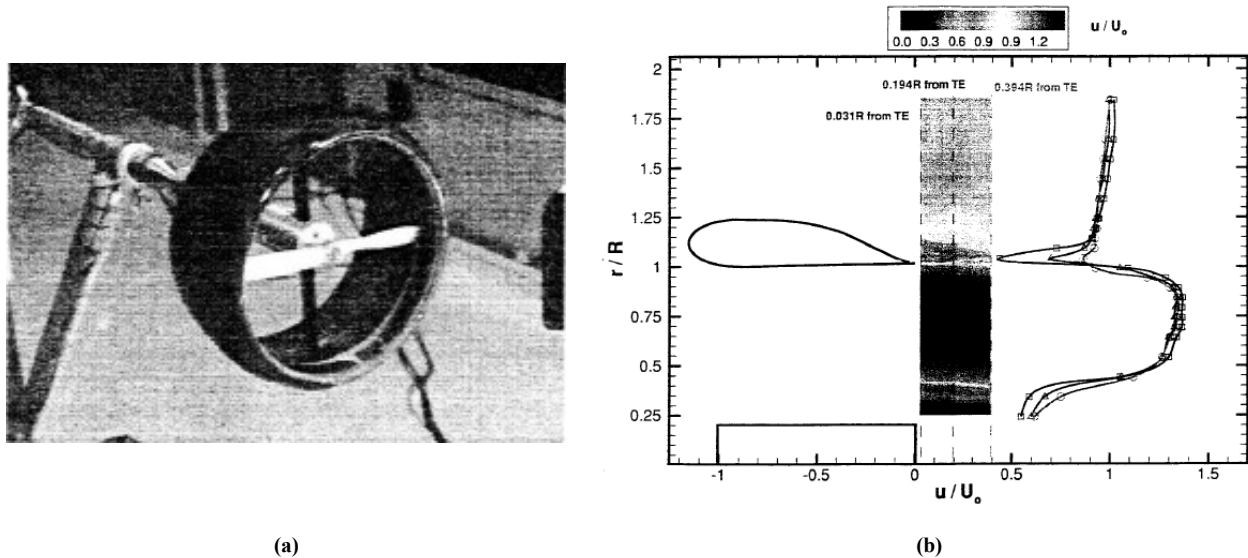 u / U₀
0.0 0.3 0.6 0.9 0.9 1.2
2
1.75
1.5
1.25
1
0.75
0.5
0.25
r / R
0.194R from TE
0.394R from TE
0.031R from TE
-1 -0.5 0 0.5 1 1.5
u / U₀
(a) (b)